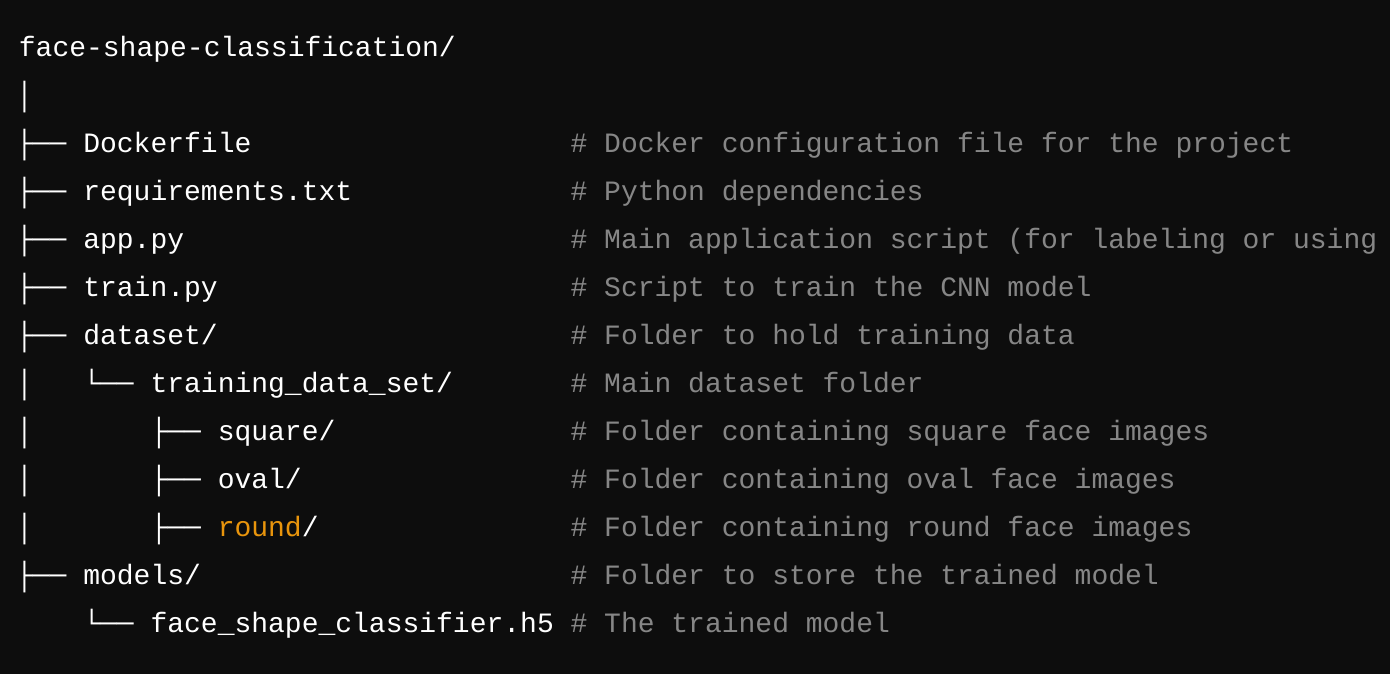 face-shape-classification/
│
├── Dockerfile                   # Docker configuration file for the project
├── requirements.txt             # Python dependencies
├── app.py                       # Main application script (for labeling or using
├── train.py                     # Script to train the CNN model
├── dataset/                     # Folder to hold training data
│   └── training_data_set/       # Main dataset folder
│       ├── square/              # Folder containing square face images
│       ├── oval/                # Folder containing oval face images
│       ├── round/               # Folder containing round face images
├── models/                      # Folder to store the trained model
    └── face_shape_classifier.h5 # The trained model